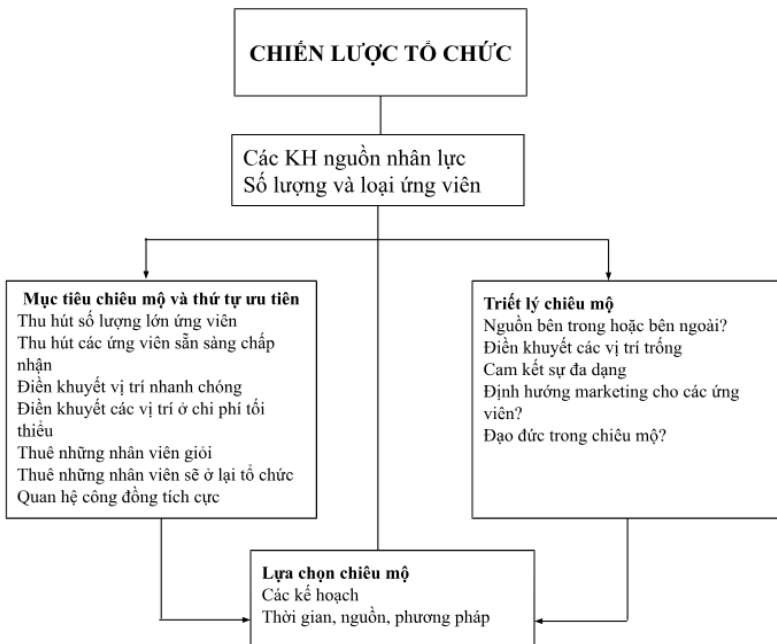 CHIẾN LƯỢC TỔ CHỨC
Các KH nguồn nhân lực
Số lượng và loại ứng viên
Mục tiêu chiêu mộ và thứ tự ưu tiên
Thu hút số lượng lớn ứng viên
Thu hút các ứng viên sẵn sàng chấp
nhận
Điền khuyết vị trí nhanh chóng
Điền khuyết các vị trí ở chi phí tối
thiểu
Thuê những nhân viên giỏi
Thuê những nhân viên sẽ ở lại tổ chức
Quan hệ công đồng tích cực
Triết lý chiêu mộ
Nguồn bên trong hoặc bên ngoài?
Điền khuyết các vị trí trống
Cam kết sự đa dạng
Định hướng marketing cho các ứng
viên?
Đạo đức trong chiêu mộ?
Lựa chọn chiêu mộ
Các kế hoạch
Thời gian, nguồn, phương pháp